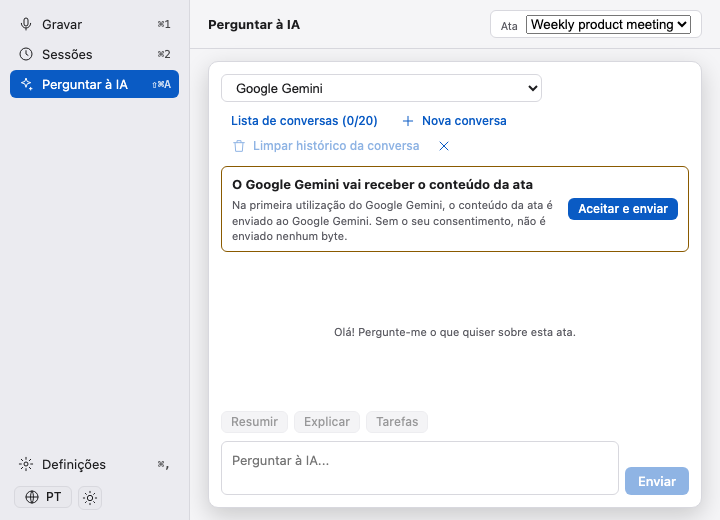 Gravar ⌘1
Sessões ⌘2
Perguntar à IA ⇧⌘A
Definições ⌘,
PT
Perguntar à IA
Ata Weekly product meeting
Google Gemini
Lista de conversas (0/20) + Nova conversa
Limpar histórico da conversa
O Google Gemini vai receber o conteúdo da ata
Na primeira utilização do Google Gemini, o conteúdo da ata é
enviado ao Google Gemini. Sem o seu consentimento, não é
enviado nenhum byte.
Aceitar e enviar
Olá! Pergunte-me o que quiser sobre esta ata.
Resumir Explicar Tarefas
Perguntar à IA...
Enviar